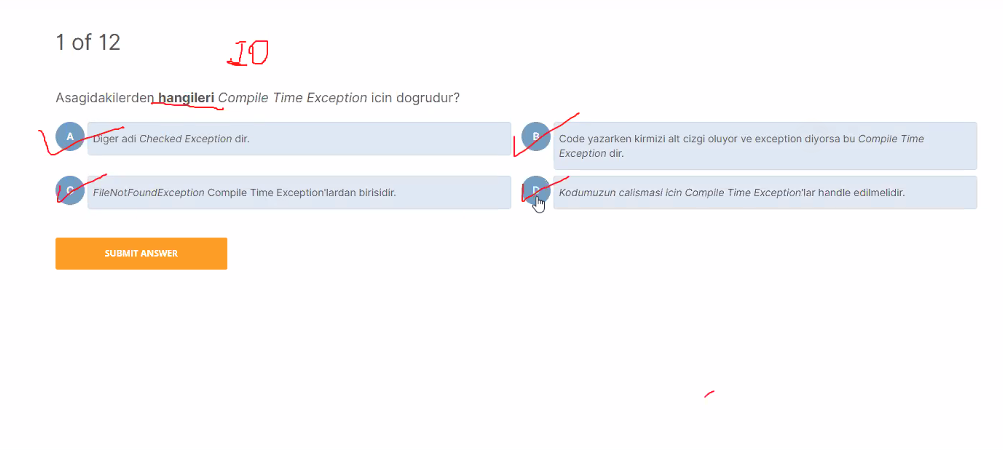 1 of 12
IO
Asagidakilerden hangileri Compile Time Exception icin dogrudur?
A
Diger adi Checked Exception dir.
B
Code yazarken kirmizi alt cizgi oluyor ve exception diyorsa bu Compile Time
Exception dir.
C
FileNotFoundException Compile Time Exception'lardan birisidir.
D
Kodumuzun calismasi icin Compile Time Exception'lar handle edilmelidir.
SUBMIT ANSWER